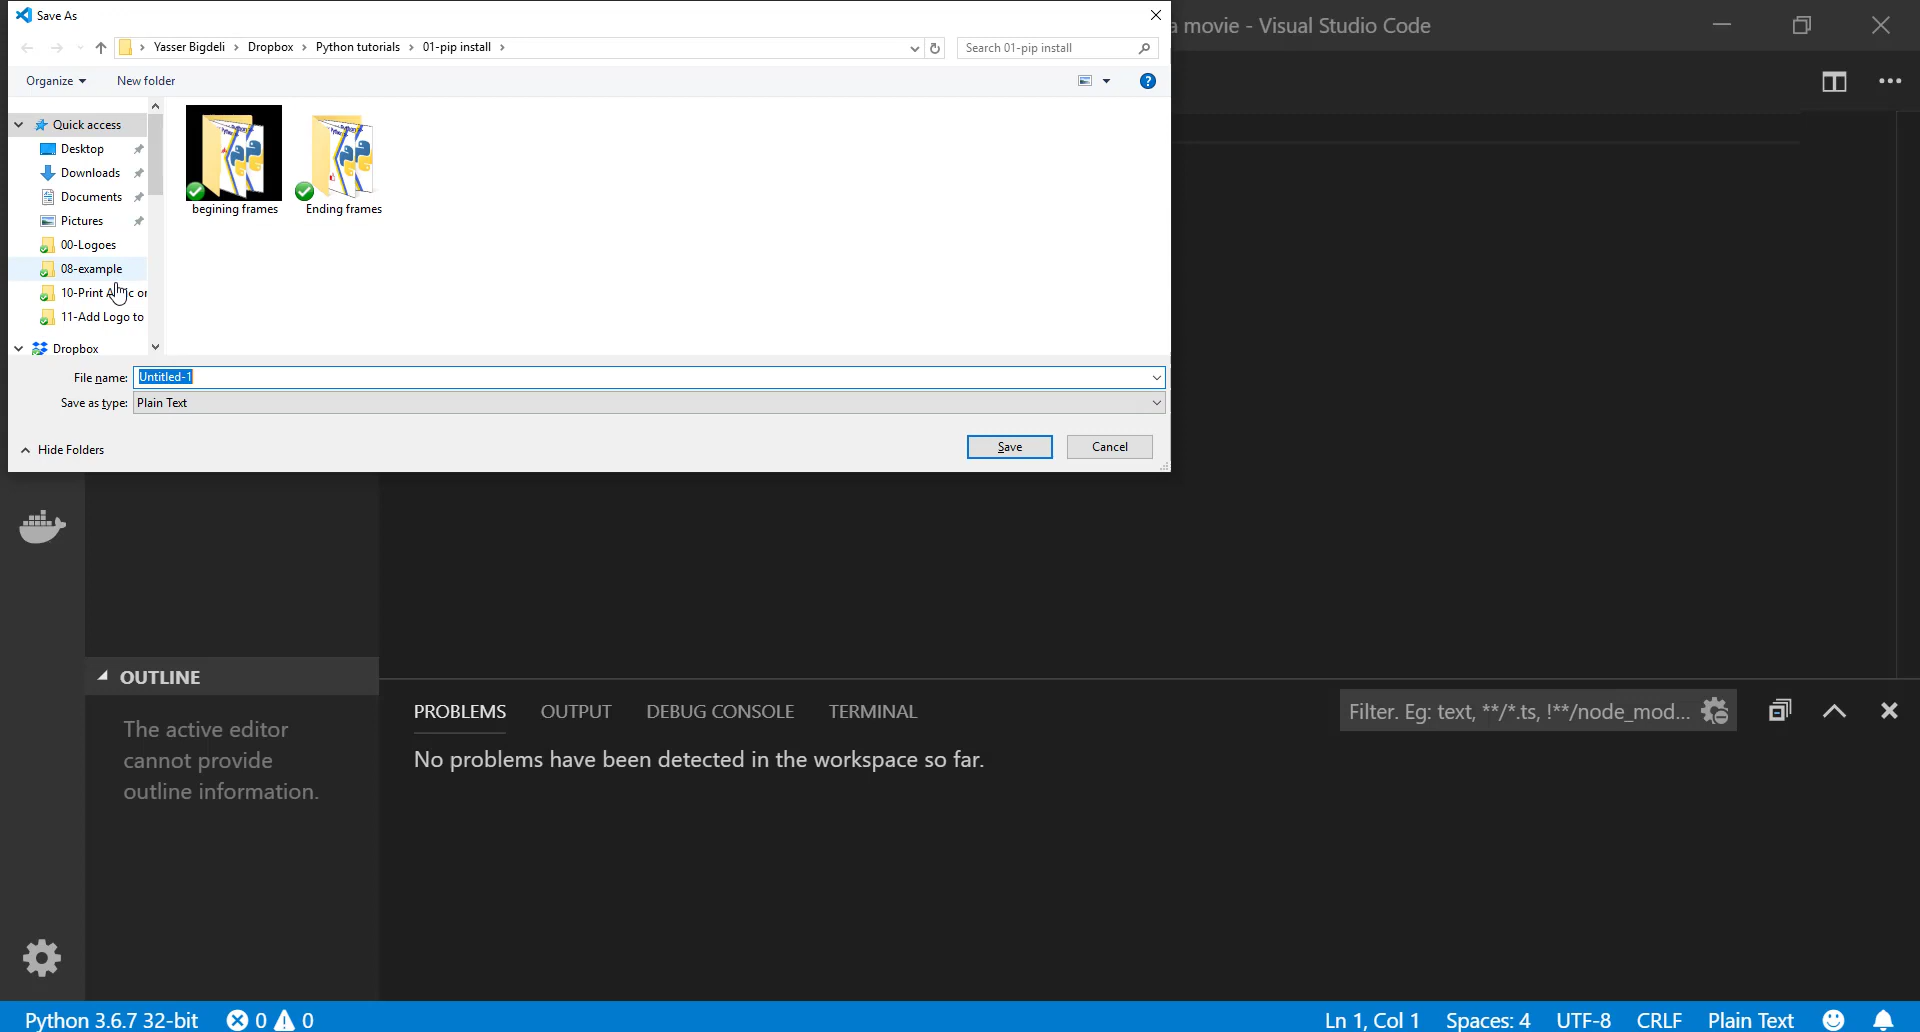 Save As
a movie - Visual Studio Code
Yasser Bigdeli > Dropbox > Python tutorials > 01-pip install >
Search 01-pip install
Organize
New folder
Quick access
Desktop
Downloads
Documents
Pictures
00-Logoes
08-example
10-Print
11-Add Logo to
Dropbox
begining frames
Ending frames
File name: Untitled-1
Save as type: Plain Text
Hide Folders
Save
Cancel
OUTLINE
The active editor
cannot provide
outline information.
PROBLEMS OUTPUT DEBUG CONSOLE TERMINAL
Filter. Eg: text, **/*.ts, !**/node_mod...
No problems have been detected in the workspace so far.
Python 3.6.7 32-bit 0 0
Ln 1, Col 1 Spaces: 4 UTF-8 CRLF Plain Text